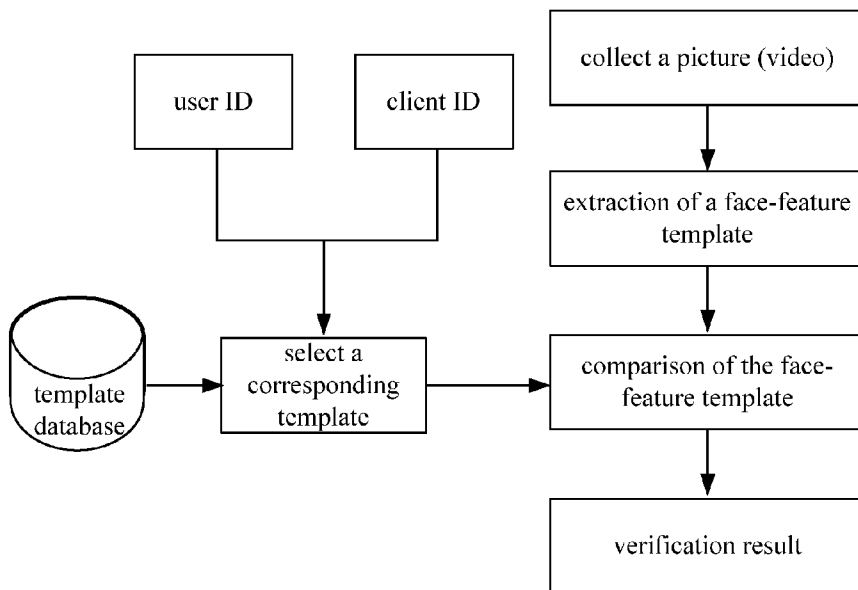 collect a picture (video)
user ID
client ID
extraction of a face-feature
template
template
database
select a
corresponding
template
comparison of the face-
feature template
verification result